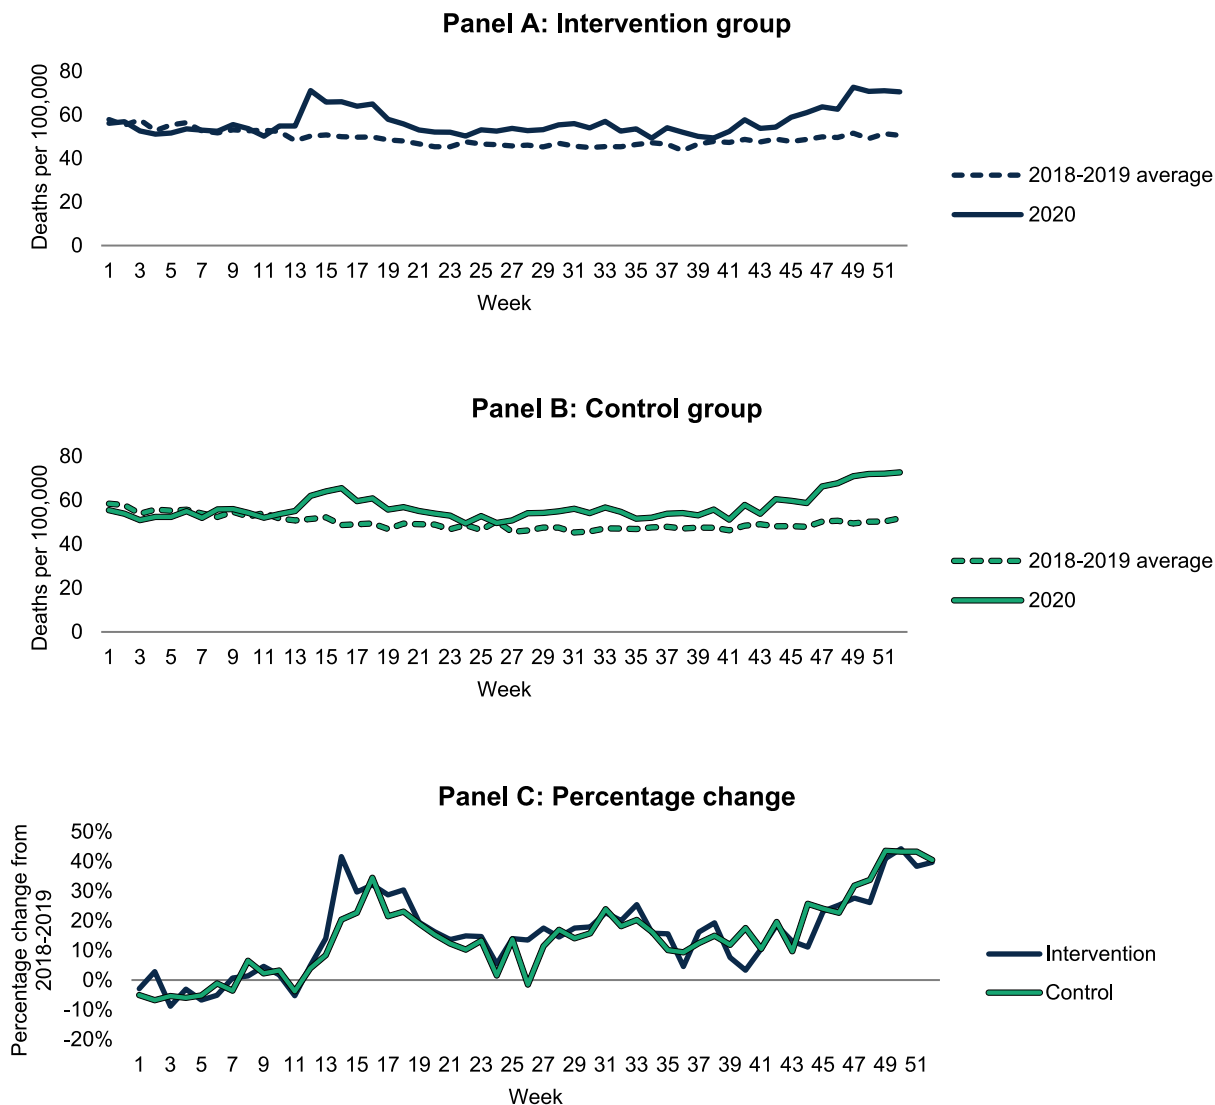 Panel A: Intervention group
Deaths per 100,000
80
60
40
20
0
1 3 5 7 9 11 13 15 17 19 21 23 25 27 29 31 33 35 37 39 41 43 45 47 49 51
Week
2018-2019 average
2020
Panel B: Control group
Deaths per 100,000
80
60
40
20
0
1 3 5 7 9 11 13 15 17 19 21 23 25 27 29 31 33 35 37 39 41 43 45 47 49 51
Week
2018-2019 average
2020
Panel C: Percentage change
Percentage change from
2018-2019
50%
40%
30%
20%
10%
0%
-10%
-20%
1 3 5 7 9 11 13 15 17 19 21 23 25 27 29 31 33 35 37 39 41 43 45 47 49 51
Week
Intervention
Control